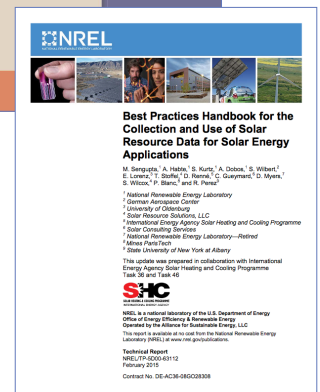 NREL
NATIONAL RENEWABLE ENERGY LABORATORY
Best Practices Handbook for the
Collection and Use of Solar
Resource Data for Solar Energy
Applications
M. Sengupta,¹ A. Habte,¹ S. Kurtz,¹ A. Dobos,¹ S. Wilbert,²
E. Lorenz,³ T. Stoffel,⁴ D. Renné,⁵ C. Gueymard,⁶ D. Myers,⁷
S. Wilcox,⁴ P. Blanc,⁸ and R. Perez⁹
¹ National Renewable Energy Laboratory
² German Aerospace Center
³ University of Oldenburg
⁴ Solar Resource Solutions, LLC
⁵ International Energy Agency Solar Heating and Cooling Programme
⁶ Solar Consulting Services
⁷ National Renewable Energy Laboratory—Retired
⁸ Mines ParisTech
⁹ State University of New York at Albany
This update was prepared in collaboration with International
Energy Agency Solar Heating and Cooling Programme
Task 36 and Task 46
SHC
SOLAR HEATING & COOLING PROGRAMME
INTERNATIONAL ENERGY AGENCY
NREL is a national laboratory of the U.S. Department of Energy
Office of Energy Efficiency & Renewable Energy
Operated by the Alliance for Sustainable Energy, LLC
This report is available at no cost from the National Renewable Energy
Laboratory (NREL) at www.nrel.gov/publications.
Technical Report
NREL/TP-5D00-63112
February 2015
Contract No. DE-AC36-08GO28308